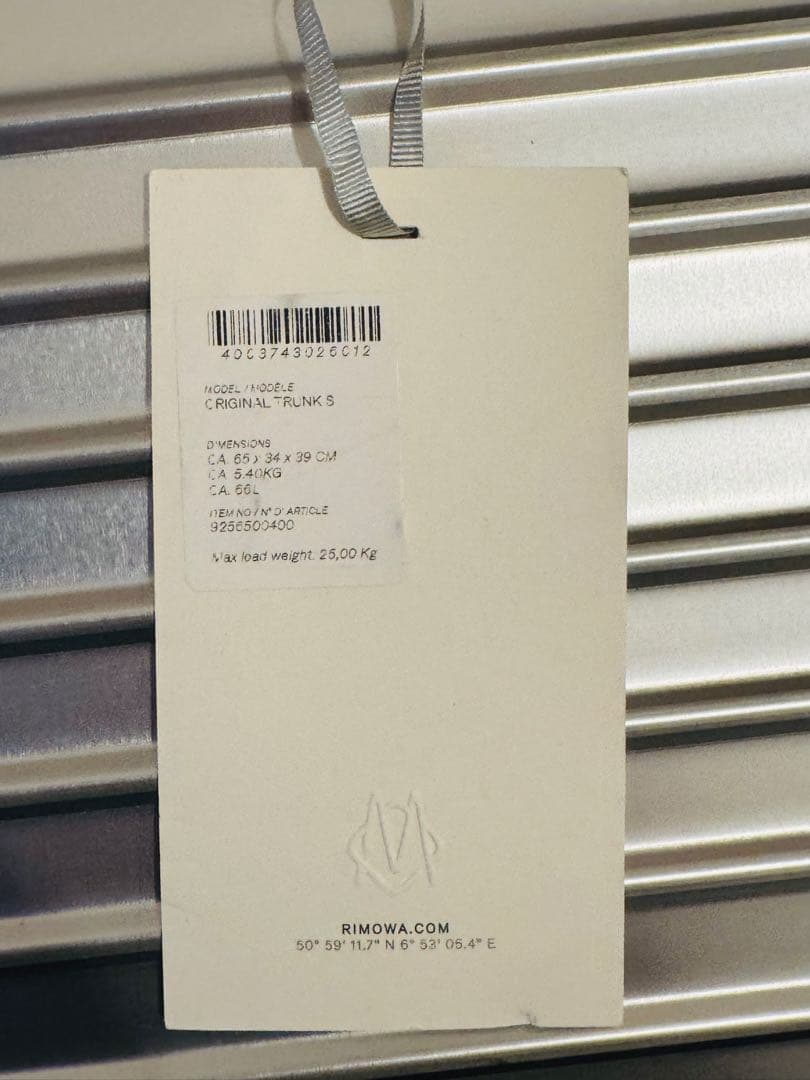 4003743026012
MODEL / MODÈLE
ORIGINAL TRUNK S
DIMENSIONS
CA. 65 x 34 x 39 CM
CA. 5.40KG
CA. 66L
ITEM NO / N° D'ARTICLE
9256500400
Max load weight. 25,00 Kg
RIMOWA.COM
50° 59' 11.7" N 6° 53' 05.4" E